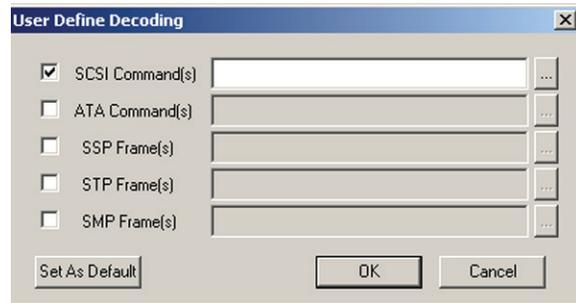 User Define Decoding
SCSI Command(s) ...
ATA Command(s) ...
SSP Frame(s) ...
STP Frame(s) ...
SMP Frame(s) ...
Set As Default OK Cancel